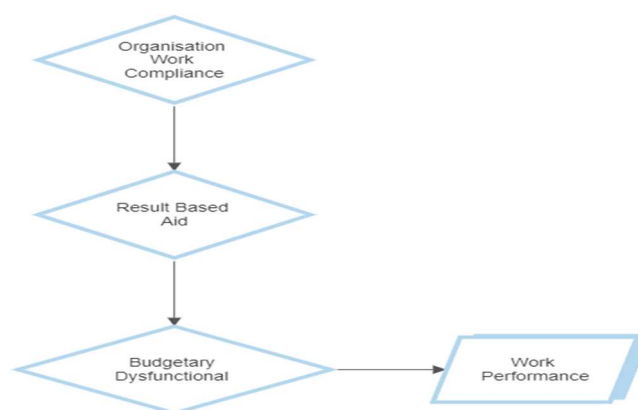 Organisation
Work
Compliance
Result Based
Aid
Budgetary
Dysfunctional
Work
Performance